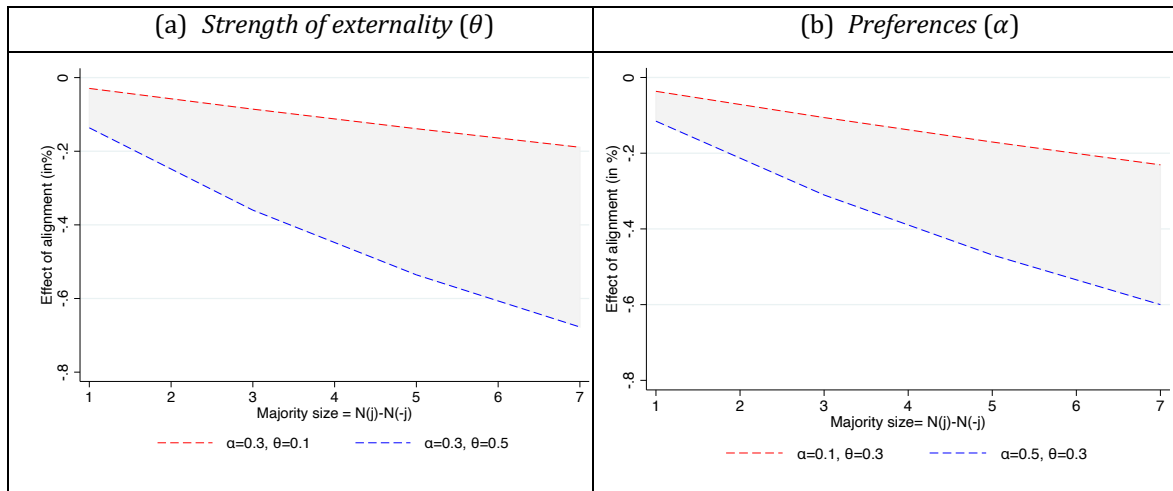 (a) Strength of externality (θ)
(b) Preferences (α)
Effect of alignment (in%)
0
-.2
-.4
-.6
-.8
1 2 3 4 5 6 7
Majority size = N(j)-N(-j)
α=0.3, θ=0.1 α=0.3, θ=0.5
Effect of alignment (in %)
0
-.2
-.4
-.6
-.8
1 2 3 4 5 6 7
Majority size= N(j)-N(-j)
α=0.1, θ=0.3 α=0.5, θ=0.3